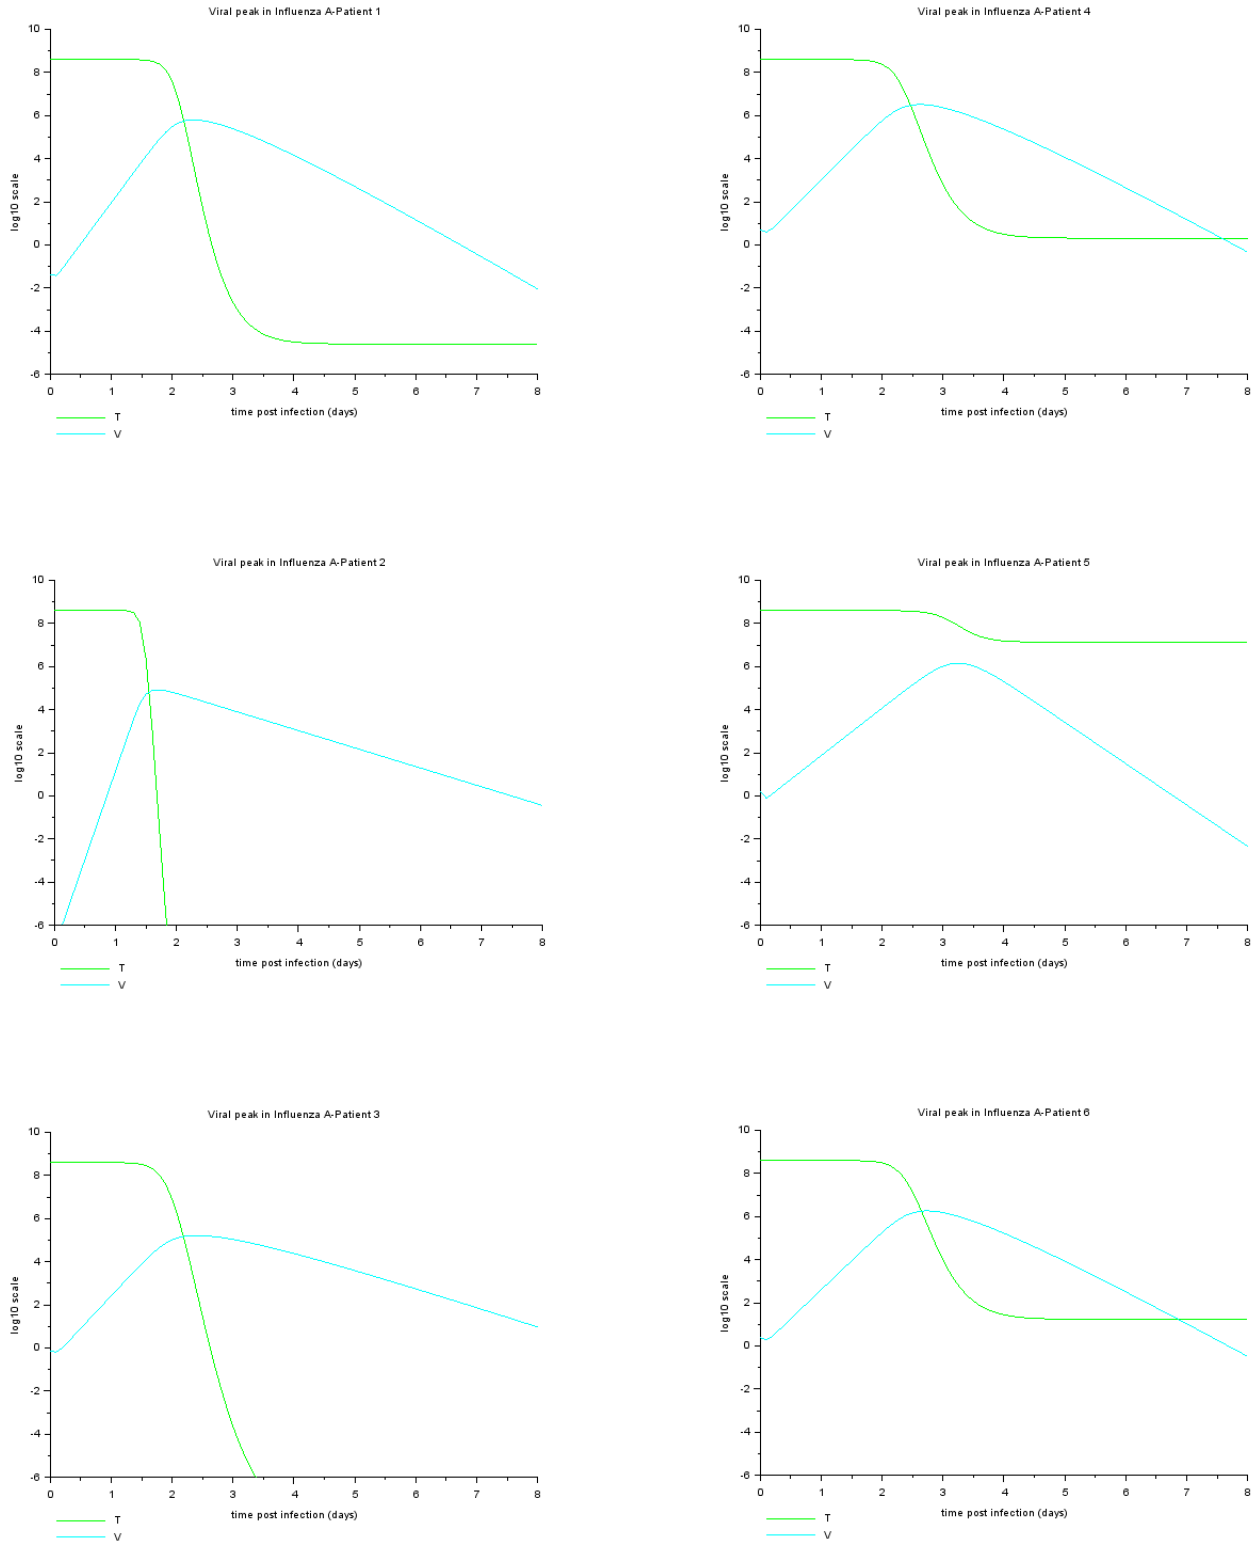 Viral peak in Influenza A-Patient 1
10
8
6
4
2
0
-2
-4
-6
log10 scale
0 1 2 3 4 5 6 7 8
time post infection (days)
T
V
Viral peak in Influenza A-Patient 4
10
8
6
4
2
0
-2
-4
-6
log10 scale
0 1 2 3 4 5 6 7 8
time post infection (days)
T
V
Viral peak in Influenza A-Patient 2
10
8
6
4
2
0
-2
-4
-6
log10 scale
0 1 2 3 4 5 6 7 8
time post infection (days)
T
V
Viral peak in Influenza A-Patient 5
10
8
6
4
2
0
-2
-4
-6
log10 scale
0 1 2 3 4 5 6 7 8
time post infection (days)
T
V
Viral peak in Influenza A-Patient 3
10
8
6
4
2
0
-2
-4
-6
log10 scale
0 1 2 3 4 5 6 7 8
time post infection (days)
T
V
Viral peak in Influenza A-Patient 6
10
8
6
4
2
0
-2
-4
-6
log10 scale
0 1 2 3 4 5 6 7 8
time post infection (days)
T
V